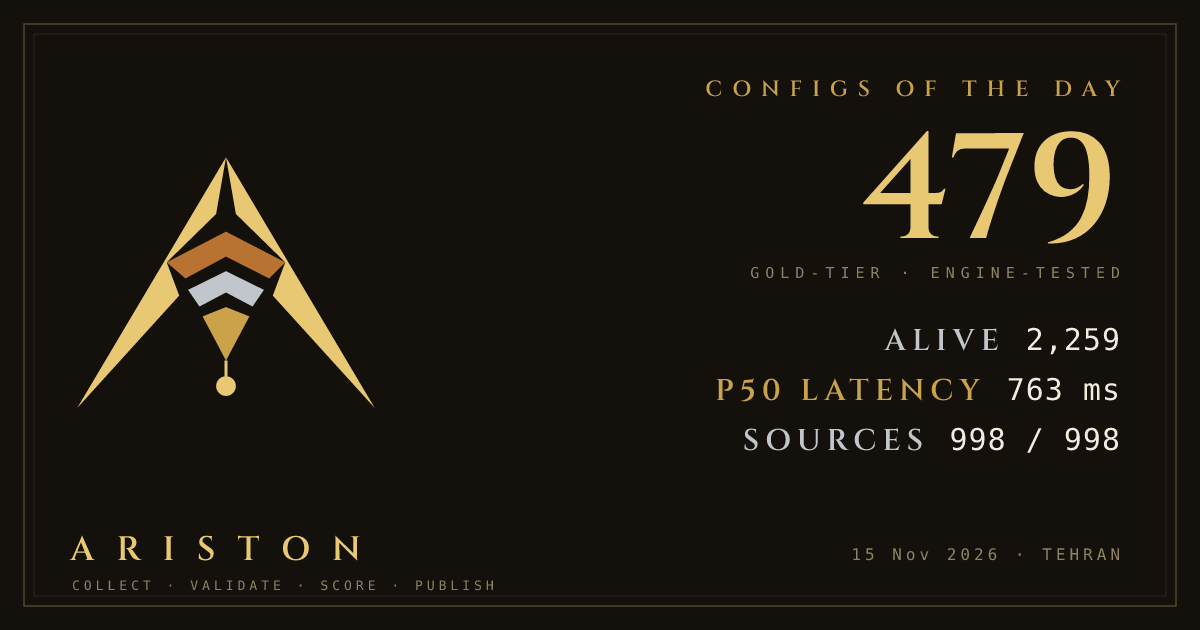 CONFIGS OF THE DAY
479
GOLD-TIER · ENGINE-TESTED
ALIVE 2,259
P50 LATENCY 763 ms
SOURCES 998 / 998
ARISTON
COLLECT · VALIDATE · SCORE · PUBLISH
15 Nov 2026 · TEHRAN